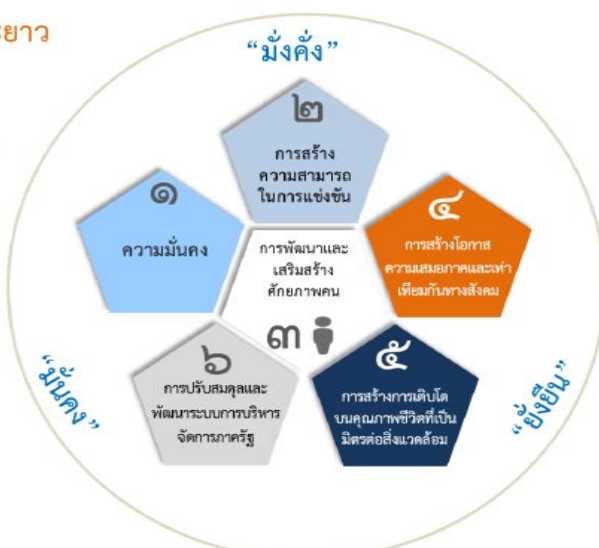 “มั่งคั่ง”
๒
การสร้าง
ความสามารถ
ในการแข่งขัน
๑
ความมั่นคง
การพัฒนาและ
เสริมสร้าง
ศักยภาพคน
๓
๔
การสร้างโอกาส
ความเสมอภาคและเท่า
เทียมกันทางสังคม
๖
การปรับสมดุลและ
พัฒนาระบบการบริหาร
จัดการภาครัฐ
๕
การสร้างการเติบโต
บนคุณภาพชีวิตที่เป็น
มิตรต่อสิ่งแวดล้อม
“มั่นคง”
“ยั่งยืน”